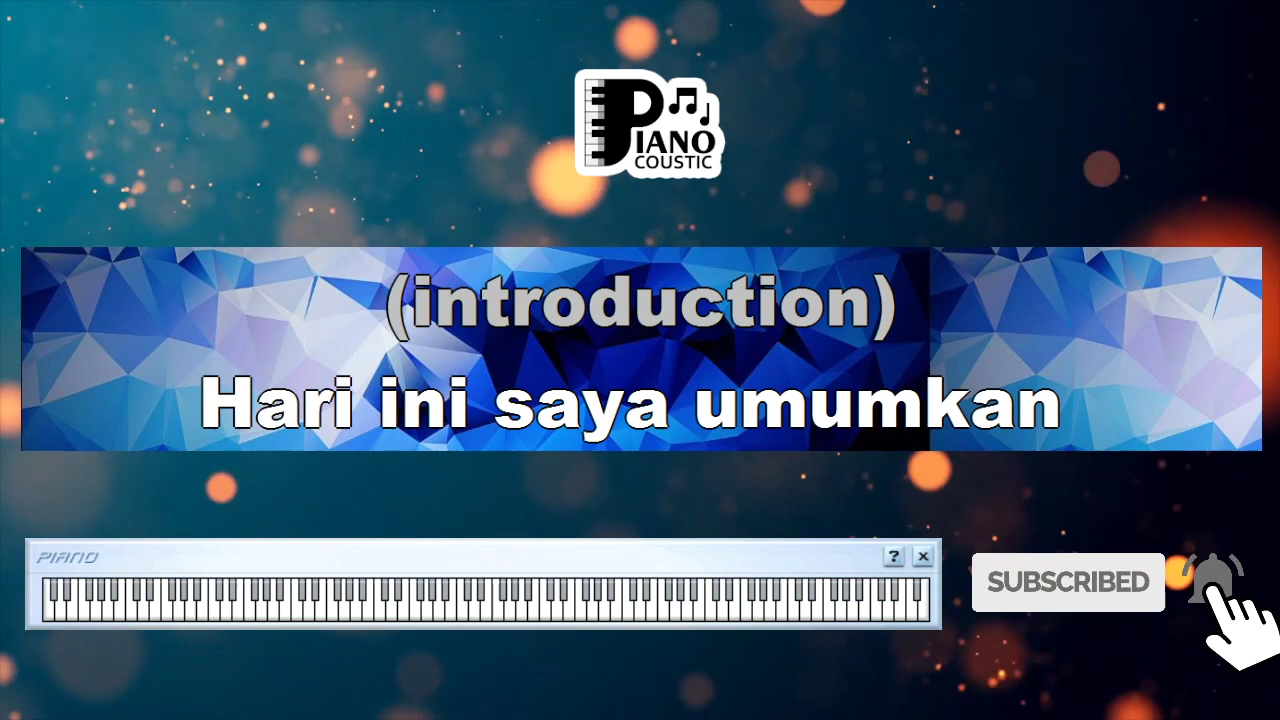 PIANO
COUSTIC
(introduction)
Hari ini saya umumkan
PIANO
? ×
SUBSCRIBED